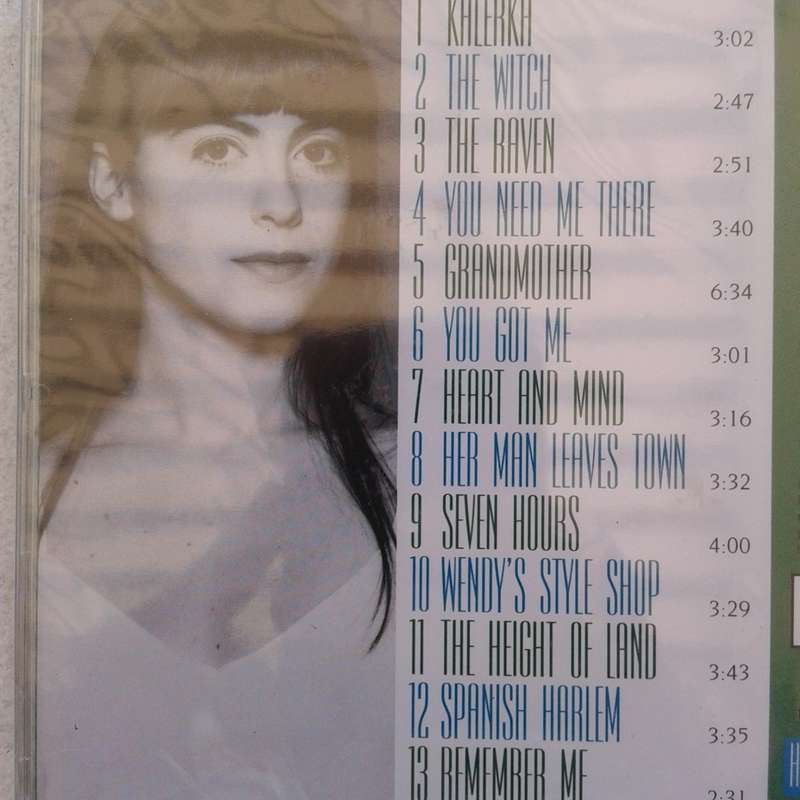 1 KALERKA 3:02
2 THE WITCH 2:47
3 THE RAVEN 2:51
4 YOU NEED ME THERE 3:40
5 GRANDMOTHER 6:34
6 YOU GOT ME 3:01
7 HEART AND MIND 3:16
8 HER MAN LEAVES TOWN 3:32
9 SEVEN HOURS 4:00
10 WENDY'S STYLE SHOP 3:29
11 THE HEIGHT OF LAND 3:43
12 SPANISH HARLEM 3:35
13 REMEMBER ME 2:31